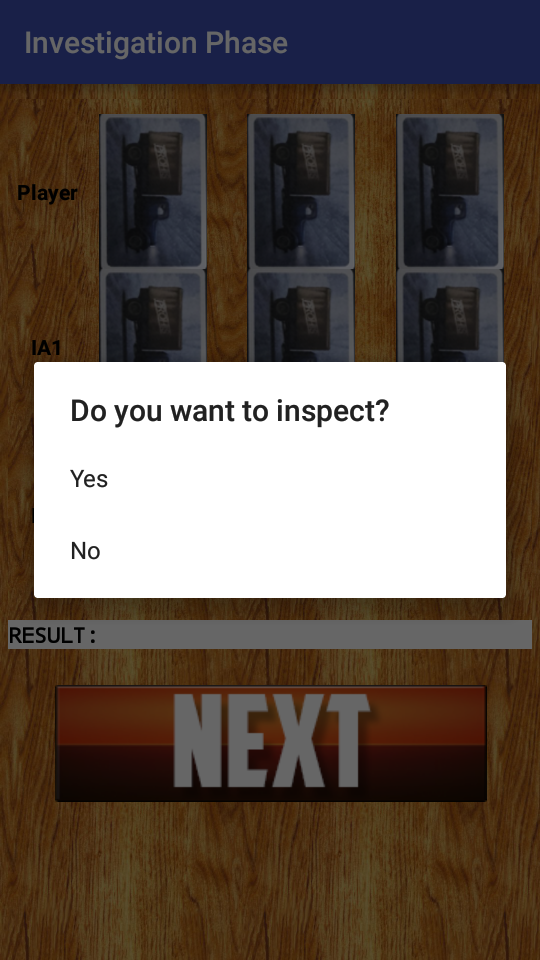 Investigation Phase
Player
IA1
Do you want to inspect?
Yes
No
RESULT:
NEXT